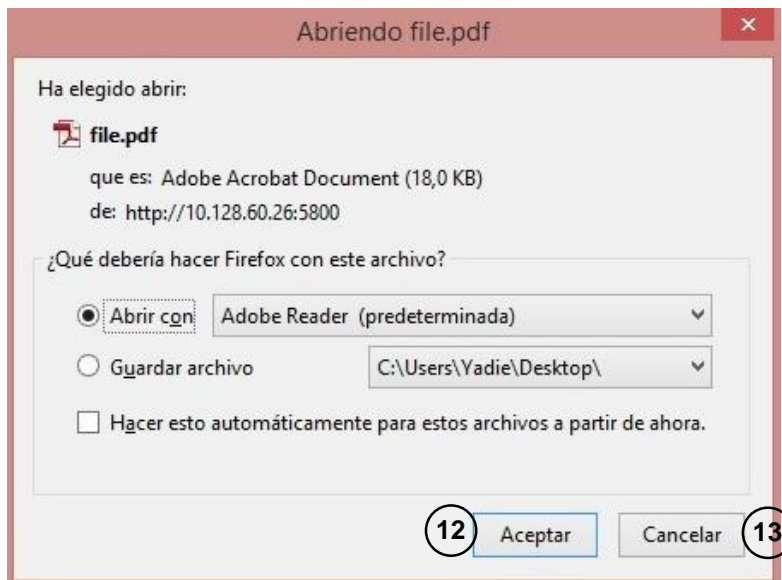 Abriendo file.pdf
Ha elegido abrir:
file.pdf
que es: Adobe Acrobat Document (18,0 KB)
de: http://10.128.60.26:5800
¿Qué debería hacer Firefox con este archivo?
Abrir con Adobe Reader (predeterminada)
Guardar archivo C:\Users\Yadie\Desktop\
Hacer esto automáticamente para estos archivos a partir de ahora.
12 Aceptar Cancelar 13